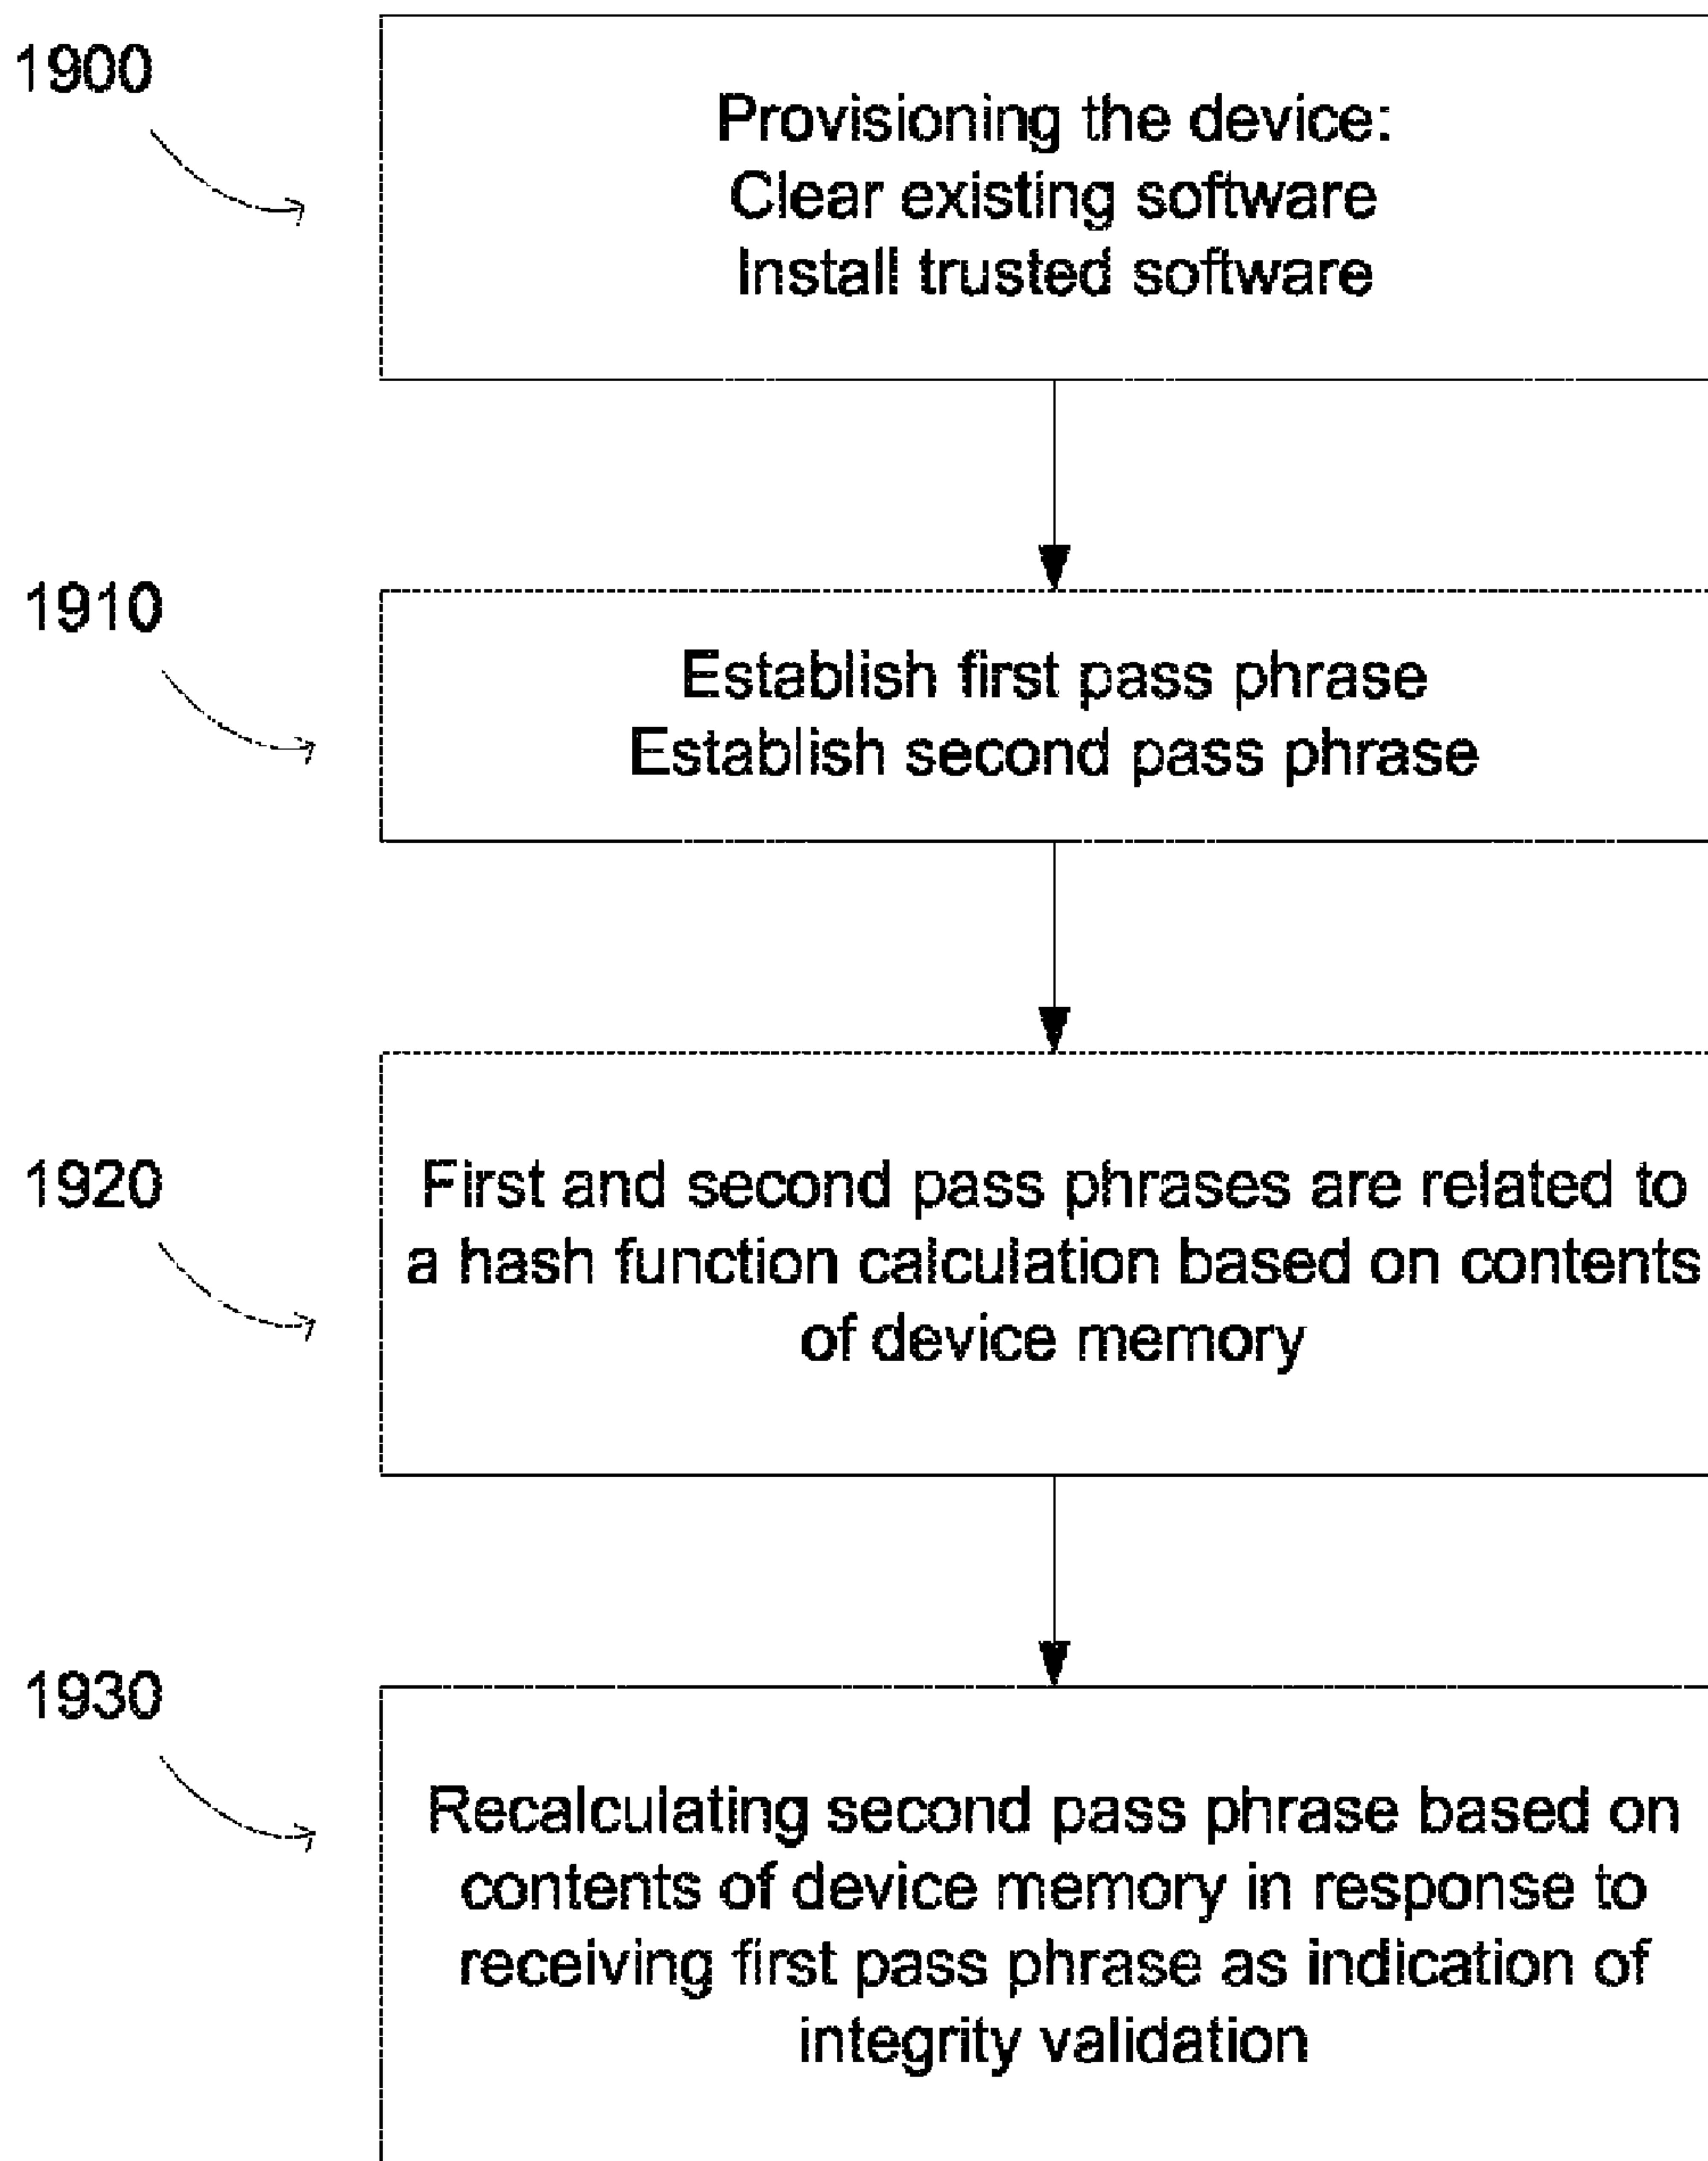 1900
Provisioning the device:
Clear existing software
Install trusted software
1910
Establish first pass phrase
Establish second pass phrase
1920
First and second pass phrases are related to
a hash function calculation based on contents
of device memory
1930
Recalculating second pass phrase based on
contents of device memory in response to
receiving first pass phrase as indication of
integrity validation